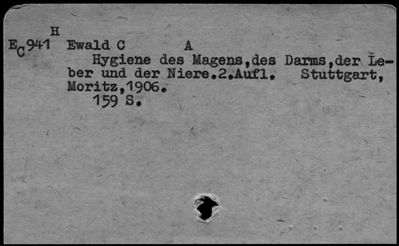 H
EC941 Ewald C A
Hygiene des Magens,des Darms,der Le-
ber und der Niere.2.Aufl. Stuttgart,
Moritz,1906.
159 S.